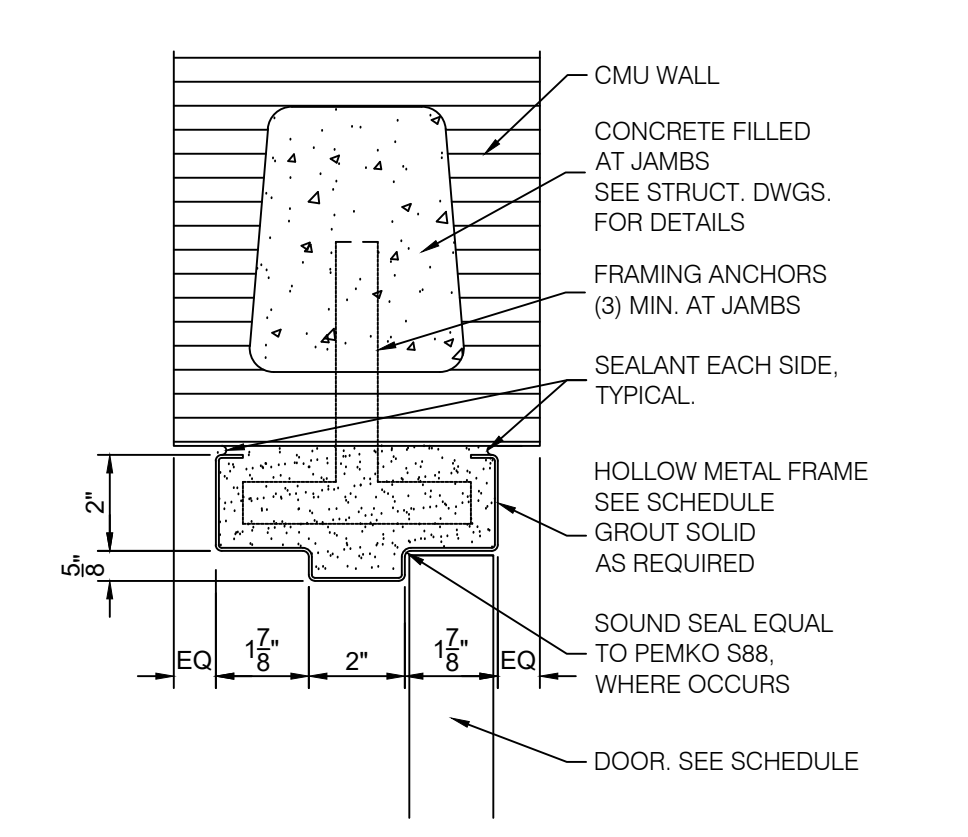 CMU WALL
CONCRETE FILLED
AT JAMBS
SEE STRUCT. DWGS.
FOR DETAILS
FRAMING ANCHORS
(3) MIN. AT JAMBS
SEALANT EACH SIDE,
TYPICAL.
HOLLOW METAL FRAME
SEE SCHEDULE
GROUT SOLID
AS REQUIRED
SOUND SEAL EQUAL
TO PEMKO S88,
WHERE OCCURS
DOOR. SEE SCHEDULE
2"
5/8"
EQ
1 7/8"
2"
1 7/8"
EQ